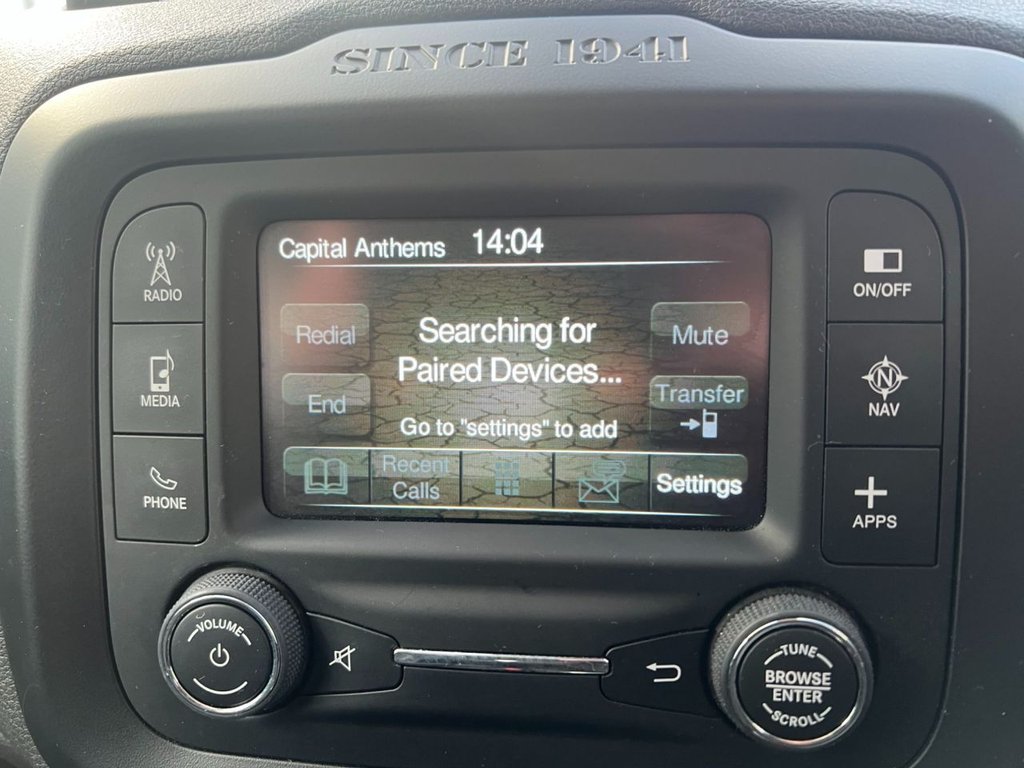 SINCE 1941
Capital Anthems 14:04
RADIO
MEDIA
PHONE
Redial
End
Searching for
Paired Devices...
Go to "settings" to add
Mute
Transfer
Recent
Calls
Settings
ON/OFF
N
NAV
APPS
VOLUME
TUNE
BROWSE
ENTER
SCROLL